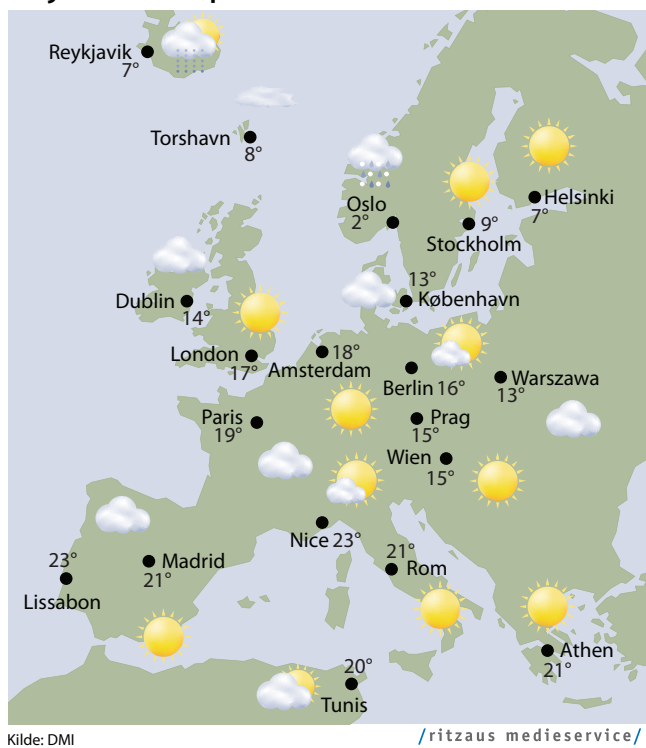 Reykjavik
7°
Torshavn
8°
Oslo
2°
Helsinki
7°
9°
Stockholm
13°
København
Dublin
14°
London
17°
18°
Amsterdam
Berlin 16°
Warszawa
13°
Paris
19°
Prag
15°
Wien
15°
Nice 23°
23°
Lissabon
Madrid
21°
21°
Rom
Athen
21°
20°
Tunis
Kilde: DMI
/ritzaus medieservice/